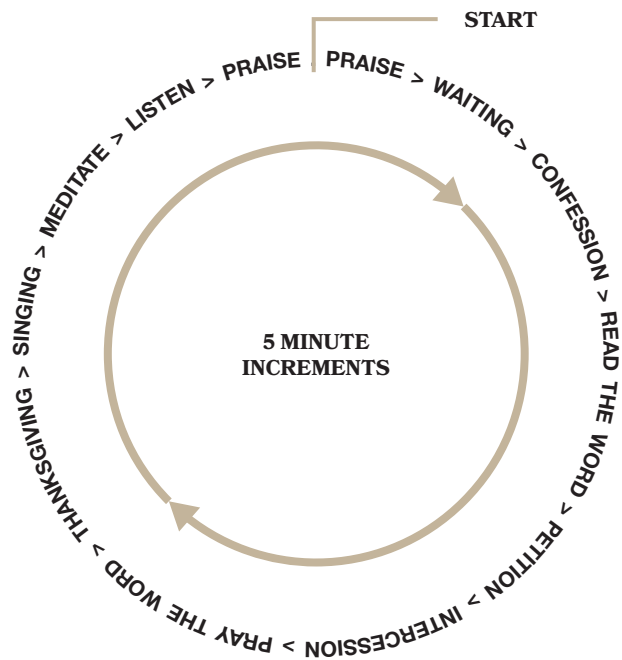 START
PRAISE > WAITING > CONFESSION > READ THE WORD > PETITION > INTERCESSION > PRAY THE WORD > THANKSGIVING > SINGING > MEDITATE > LISTEN > PRAISE
5 MINUTE
INCREMENTS